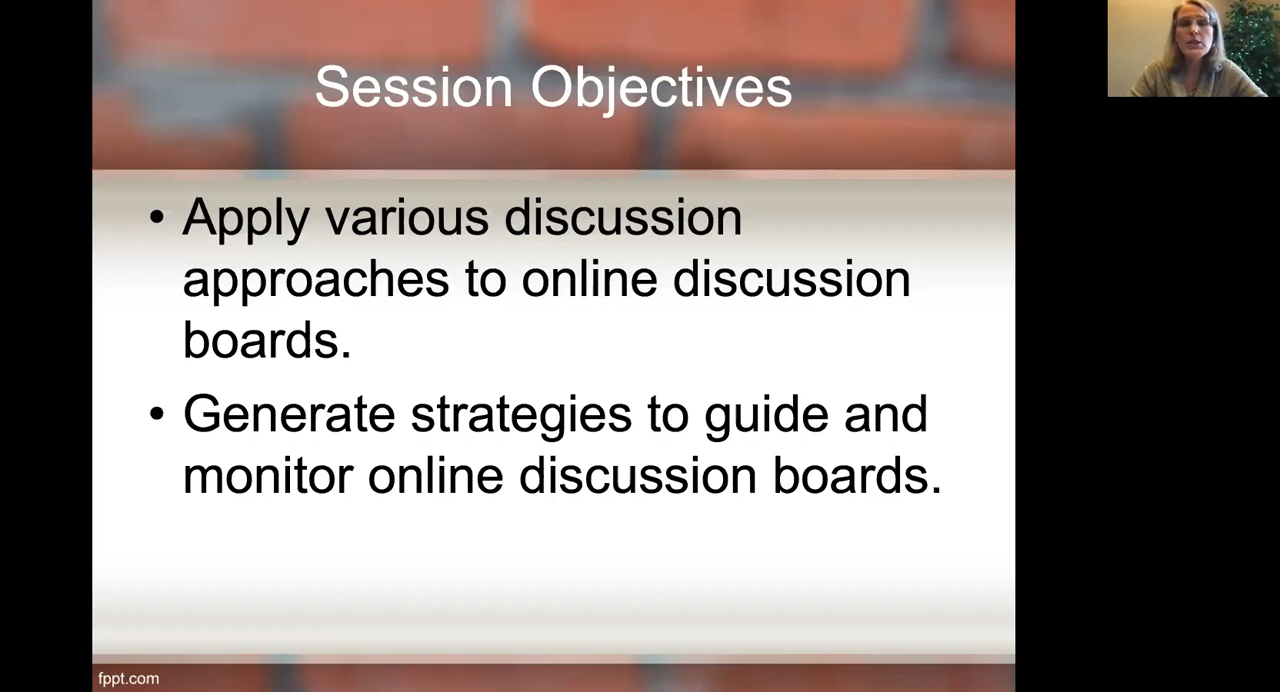 Session Objectives
• Apply various discussion
approaches to online discussion
boards.
• Generate strategies to guide and
monitor online discussion boards.
fppt.com